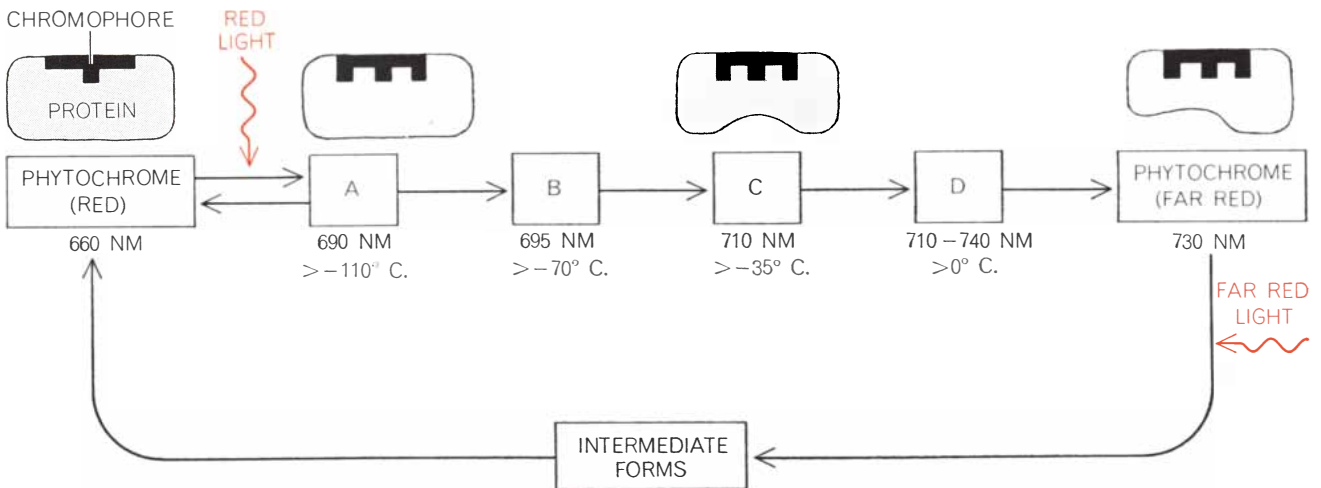 CHROMOPHORE
RED
LIGHT
PROTEIN
PHYTOCHROME
(RED)
660 NM
A
690 NM
>−110° C.
B
695 NM
>−70° C.
C
710 NM
>−35° C.
D
710−740 NM
>0° C.
PHYTOCHROME
(FAR RED)
730 NM
FAR RED
LIGHT
INTERMEDIATE
FORMS